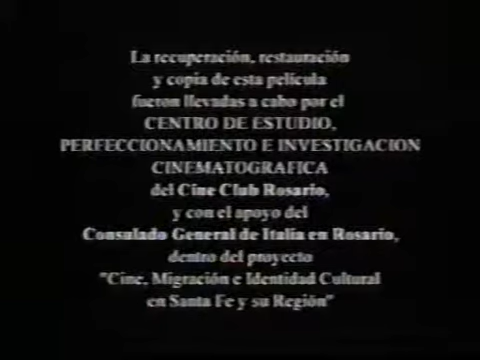 La recuperación, restauración
y copia de esta película
fueron llevadas a cabo por el
CENTRO DE ESTUDIO,
PERFECCIONAMIENTO E INVESTIGACION
CINEMATOGRAFICA
del Cine Club Rosario,
y con el apoyo del
Consulado General de Italia en Rosario,
dentro del proyecto
"Cine, Migración e Identidad Cultural
en Santa Fe y su Región"